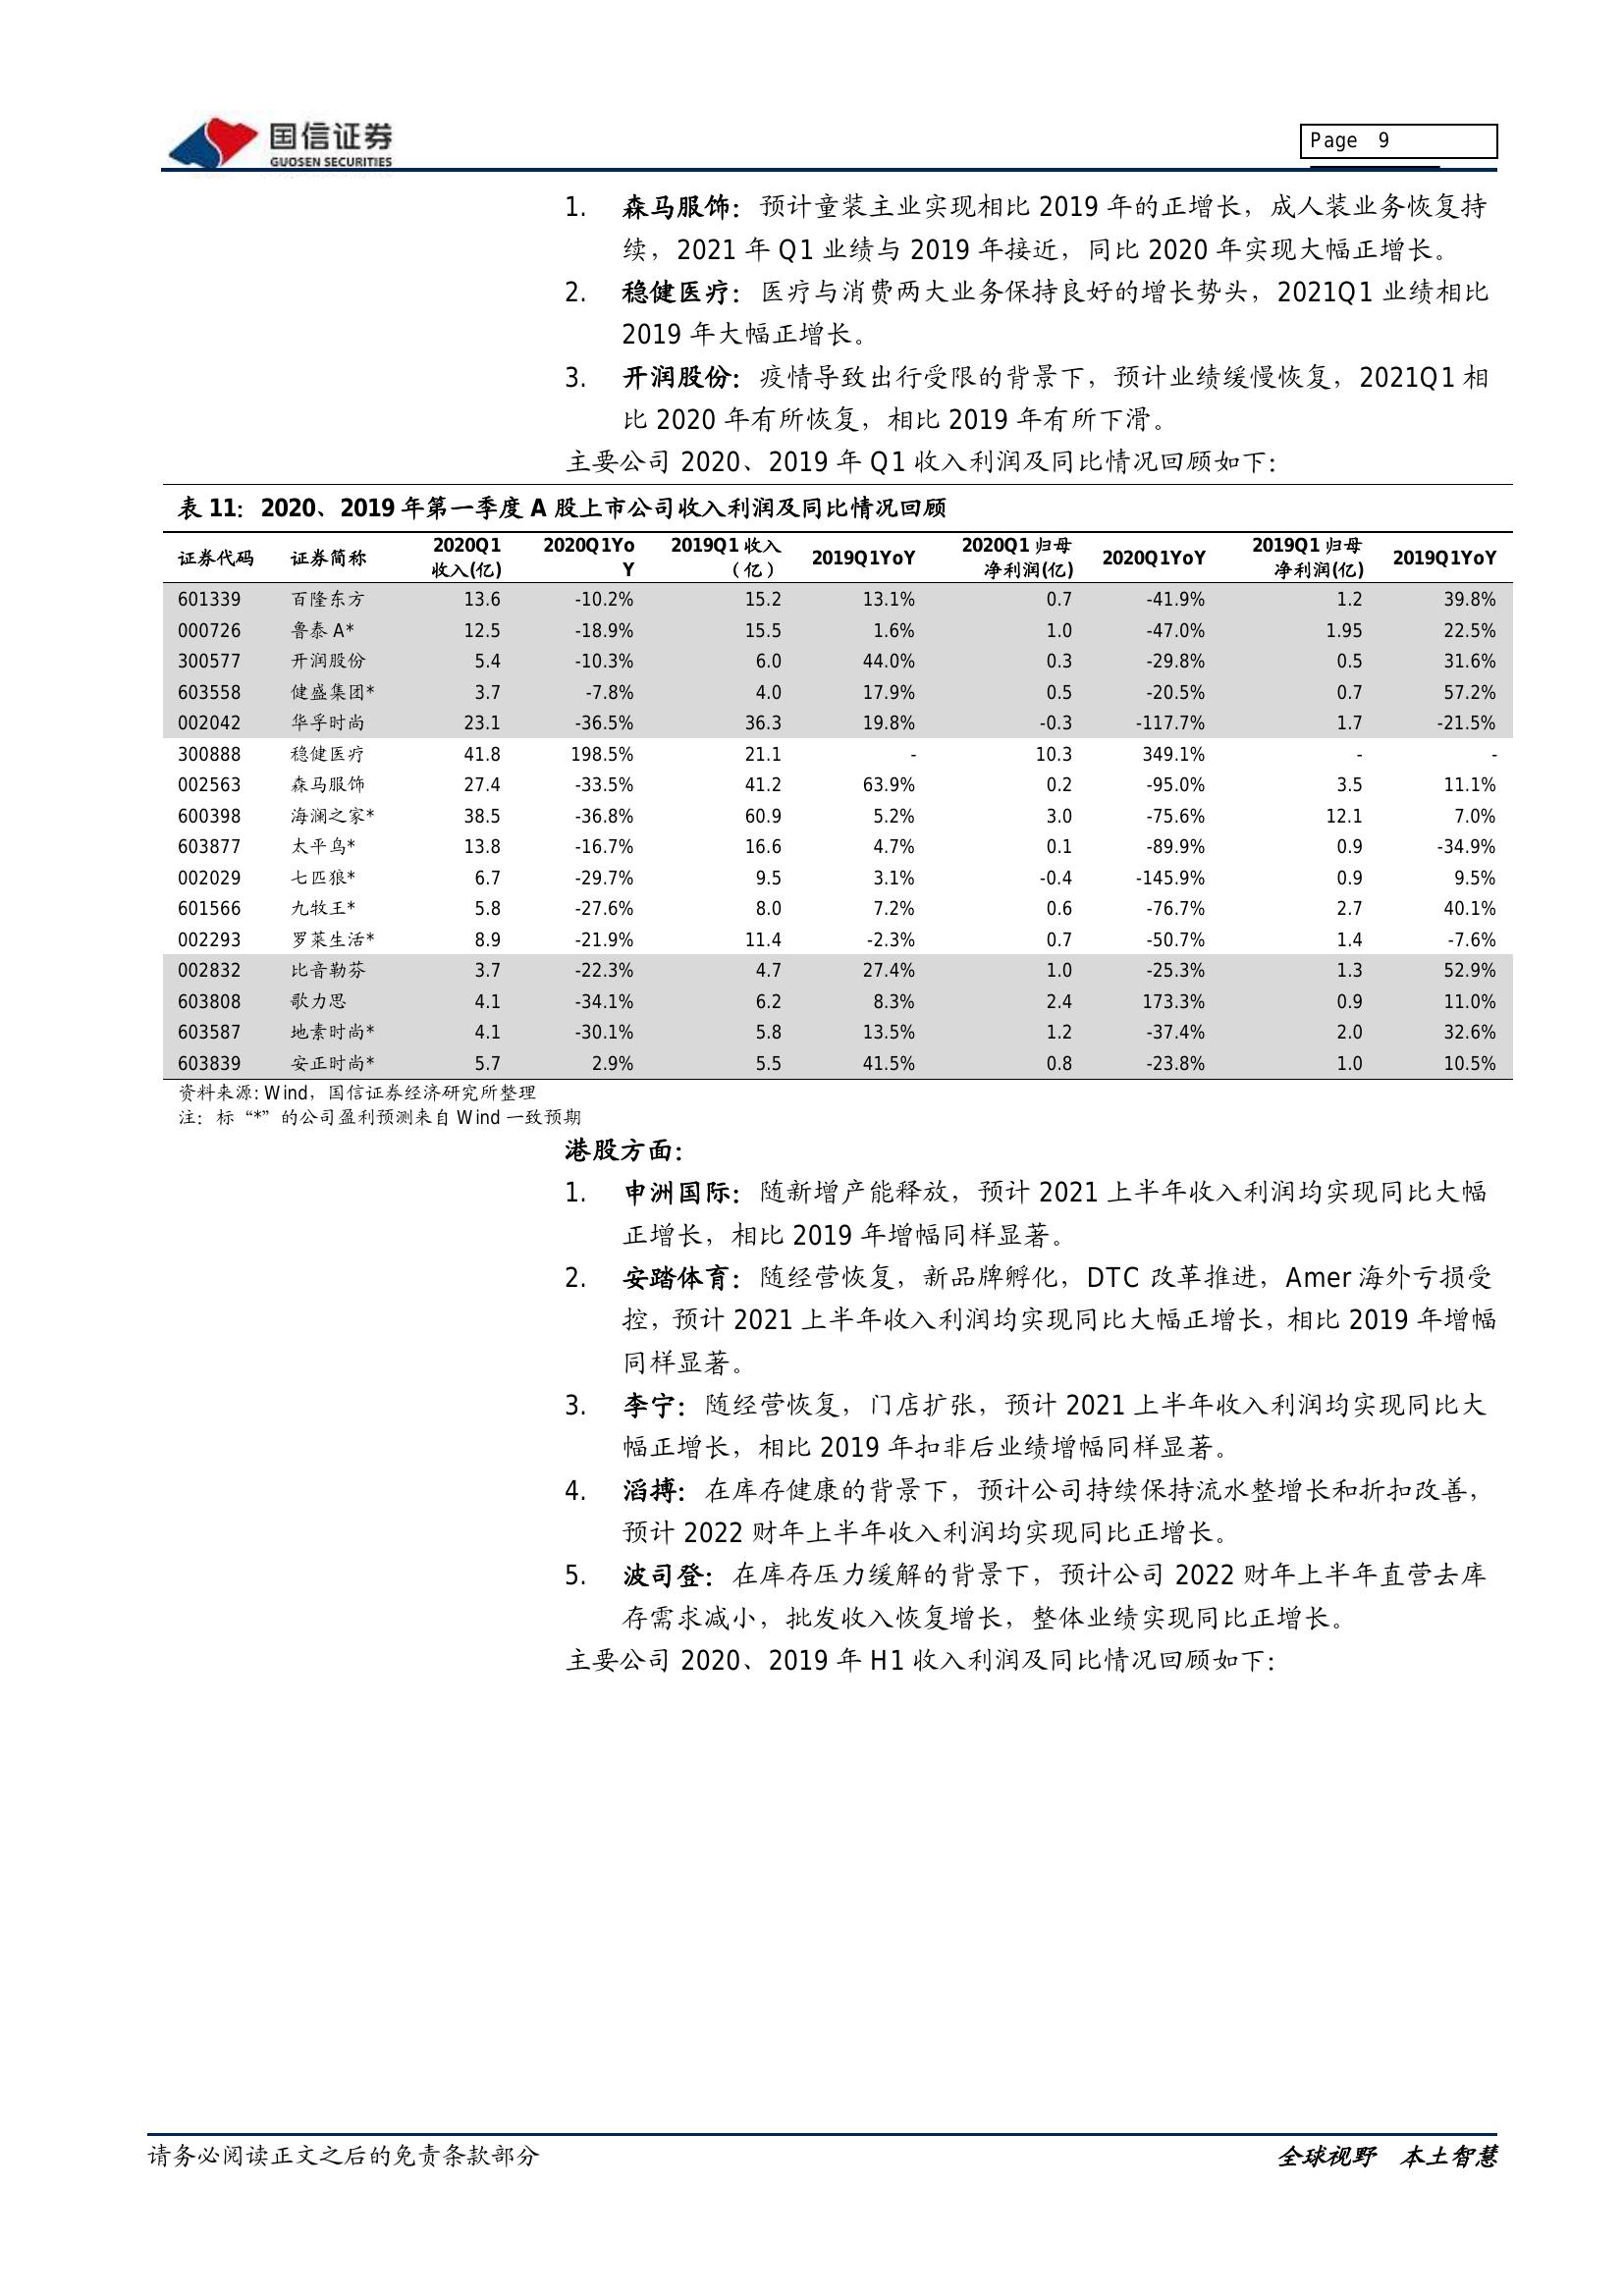 国信证券
GUOSEN SECURITIES
Page 9
1. 森马服饰：预计童装主业实现相比 2019 年的正增长，成人装业务恢复持
续，2021 年 Q1 业绩与 2019 年接近，同比 2020 年实现大幅正增长。
2. 稳健医疗：医疗与消费两大业务保持良好的增长势头，2021Q1 业绩相比
2019 年大幅正增长。
3. 开润股份：疫情导致出行受限的背景下，预计业绩缓慢恢复，2021Q1 相
比 2020 年有所恢复，相比 2019 年有所下滑。
主要公司 2020、2019 年 Q1 收入利润及同比情况回顾如下：
表 11：2020、2019 年第一季度 A 股上市公司收入利润及同比情况回顾
证券代码 证券简称 2020Q1 收入(亿) 2020Q1YoY 2019Q1 收入（亿） 2019Q1YoY 2020Q1 归母净利润(亿) 2020Q1YoY 2019Q1 归母净利润(亿) 2019Q1YoY
601339 百隆东方 13.6 -10.2% 15.2 13.1% 0.7 -41.9% 1.2 39.8%
000726 鲁泰 A* 12.5 -18.9% 15.5 1.6% 1.0 -47.0% 1.95 22.5%
300577 开润股份 5.4 -10.3% 6.0 44.0% 0.3 -29.8% 0.5 31.6%
603558 健盛集团* 3.7 -7.8% 4.0 17.9% 0.5 -20.5% 0.7 57.2%
002042 华孚时尚 23.1 -36.5% 36.3 19.8% -0.3 -117.7% 1.7 -21.5%
300888 稳健医疗 41.8 198.5% 21.1 - 10.3 349.1% - -
002563 森马服饰 27.4 -33.5% 41.2 63.9% 0.2 -95.0% 3.5 11.1%
600398 海澜之家* 38.5 -36.8% 60.9 5.2% 3.0 -75.6% 12.1 7.0%
603877 太平鸟* 13.8 -16.7% 16.6 4.7% 0.1 -89.9% 0.9 -34.9%
002029 七匹狼* 6.7 -29.7% 9.5 3.1% -0.4 -145.9% 0.9 9.5%
601566 九牧王* 5.8 -27.6% 8.0 7.2% 0.6 -76.7% 2.7 40.1%
002293 罗莱生活* 8.9 -21.9% 11.4 -2.3% 0.7 -50.7% 1.4 -7.6%
002832 比音勒芬 3.7 -22.3% 4.7 27.4% 1.0 -25.3% 1.3 52.9%
603808 歌力思 4.1 -34.1% 6.2 8.3% 2.4 173.3% 0.9 11.0%
603587 地素时尚* 4.1 -30.1% 5.8 13.5% 1.2 -37.4% 2.0 32.6%
603839 安正时尚* 5.7 2.9% 5.5 41.5% 0.8 -23.8% 1.0 10.5%
资料来源: Wind，国信证券经济研究所整理
注：标“*”的公司盈利预测来自 Wind 一致预期
港股方面：
1. 申洲国际：随新增产能释放，预计 2021 上半年收入利润均实现同比大幅
正增长，相比 2019 年增幅同样显著。
2. 安踏体育：随经营恢复，新品牌孵化，DTC 改革推进，Amer 海外亏损受
控，预计 2021 上半年收入利润均实现同比大幅正增长，相比 2019 年增幅
同样显著。
3. 李宁：随经营恢复，门店扩张，预计 2021 上半年收入利润均实现同比大
幅正增长，相比 2019 年扣非后业绩增幅同样显著。
4. 滔搏：在库存健康的背景下，预计公司持续保持流水整增长和折扣改善，
预计 2022 财年上半年收入利润均实现同比正增长。
5. 波司登：在库存压力缓解的背景下，预计公司 2022 财年上半年直营去库
存需求减小，批发收入恢复增长，整体业绩实现同比正增长。
主要公司 2020、2019 年 H1 收入利润及同比情况回顾如下：
请务必阅读正文之后的免责条款部分
全球视野 本土智慧